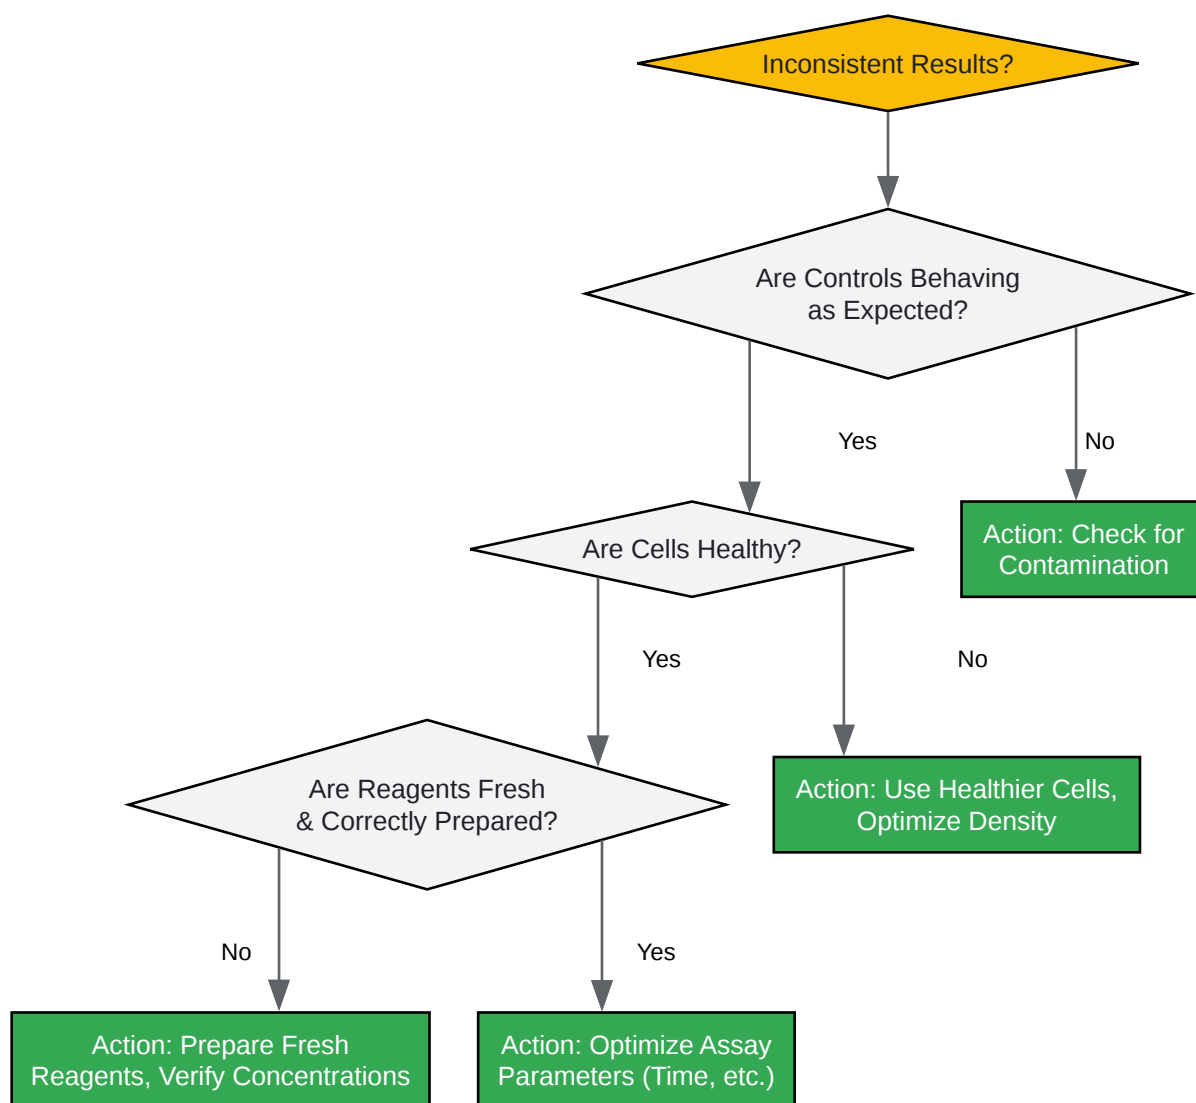 Inconsistent Results?
Are Controls Behaving
as Expected?
Yes
No
Are Cells Healthy?
Action: Check for
Contamination
Yes
No
Are Reagents Fresh
& Correctly Prepared?
Action: Use Healthier Cells,
Optimize Density
No
Yes
Action: Prepare Fresh
Reagents, Verify Concentrations
Action: Optimize Assay
Parameters (Time, etc.)